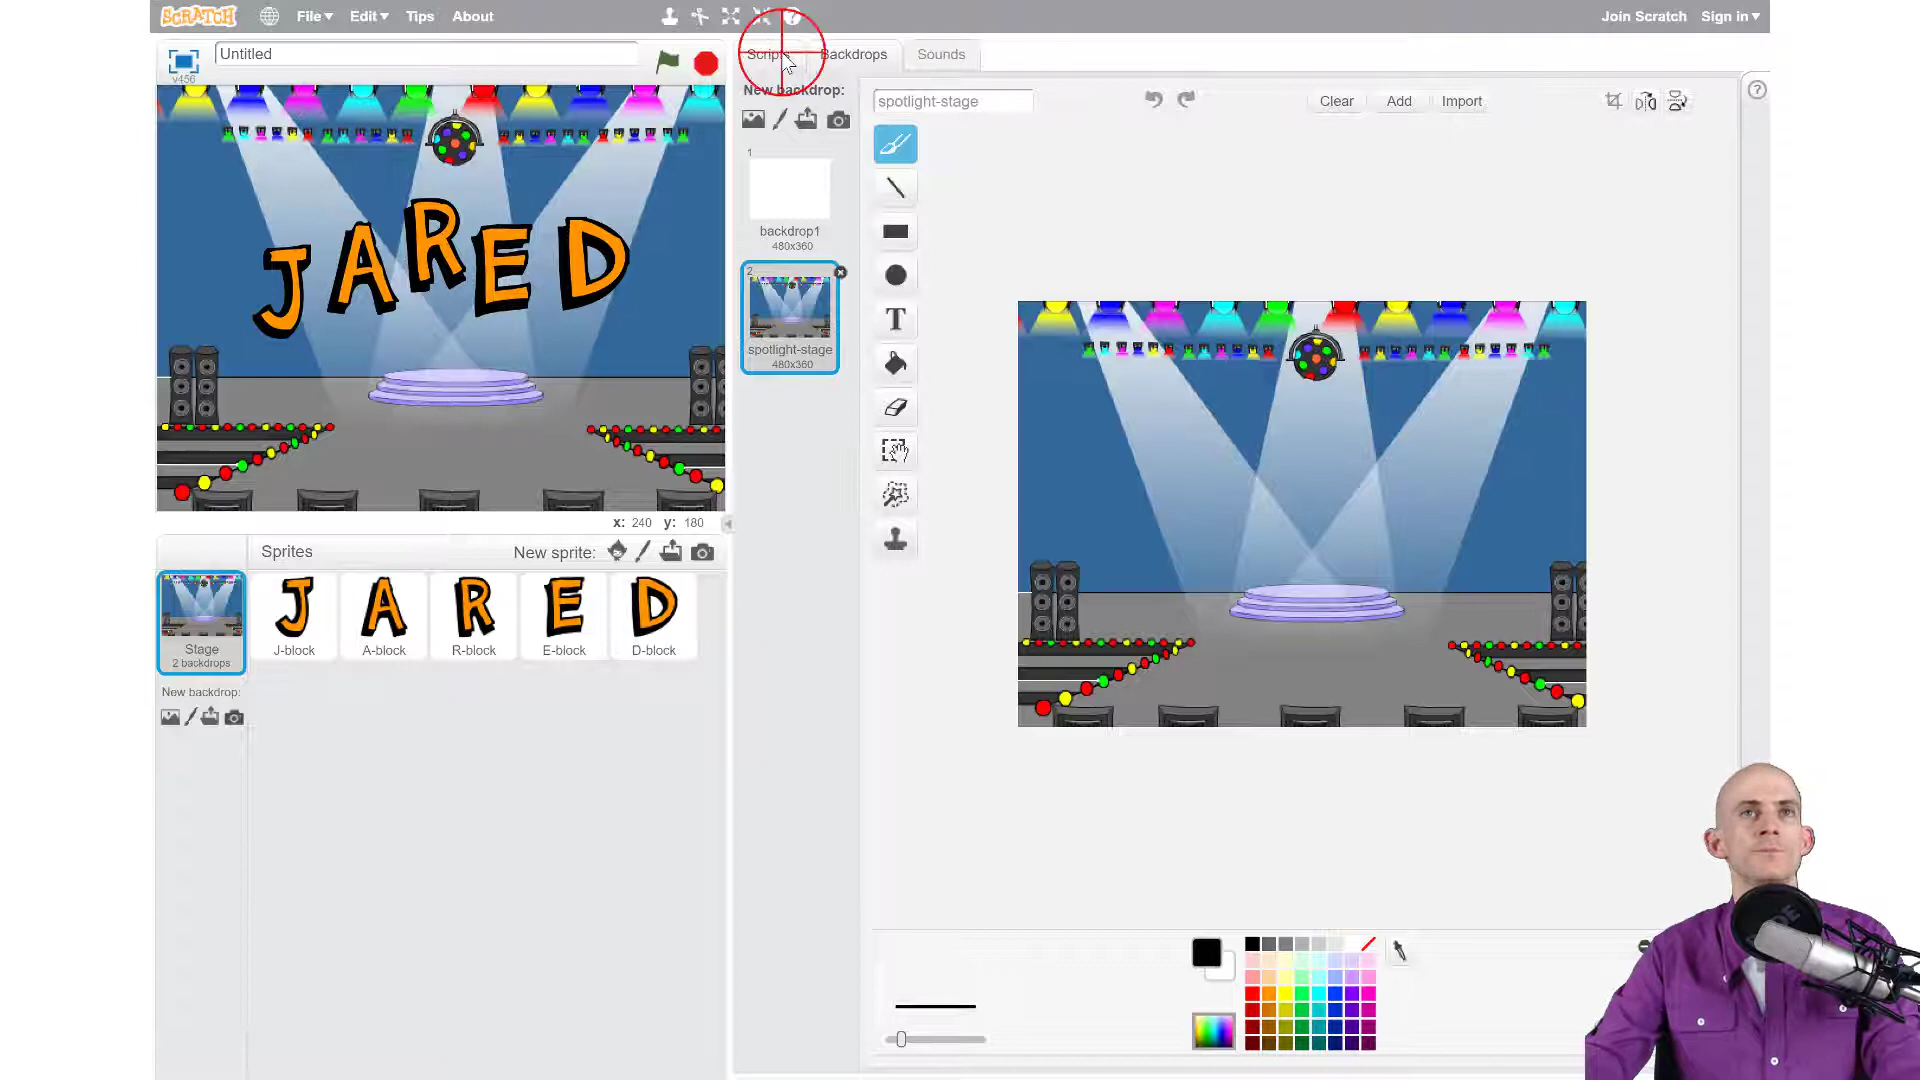 SCRATCH File Edit Tips About Join Scratch Sign in
v456 Untitled
Scripts Backdrops Sounds
New backdrop:
spotlight-stage Clear Add Import
1
backdrop1
480x360
2
spotlight-stage
480x360
T
JARED
x: 240 y: 180
Sprites New sprite:
J A R E D
Stage
2 backdrops
J-block A-block R-block E-block D-block
New backdrop: